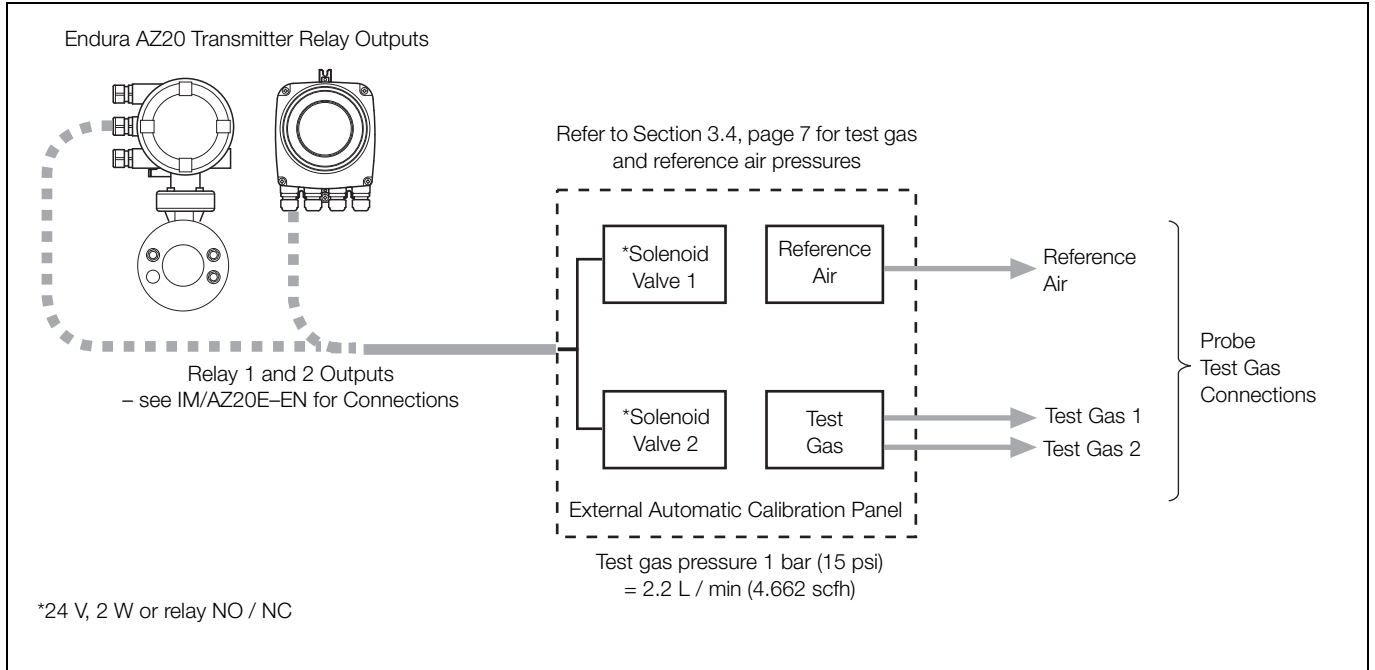 Endura AZ20 Transmitter Relay Outputs
Refer to Section 3.4, page 7 for test gas
and reference air pressures
*Solenoid
Valve 1
Reference
Air
Reference
Air
Relay 1 and 2 Outputs
– see IM/AZ20E–EN for Connections
*Solenoid
Valve 2
Test
Gas
Test Gas 1
Test Gas 2
Probe
Test Gas
Connections
External Automatic Calibration Panel
Test gas pressure 1 bar (15 psi)
= 2.2 L / min (4.662 scfh)
*24 V, 2 W or relay NO / NC